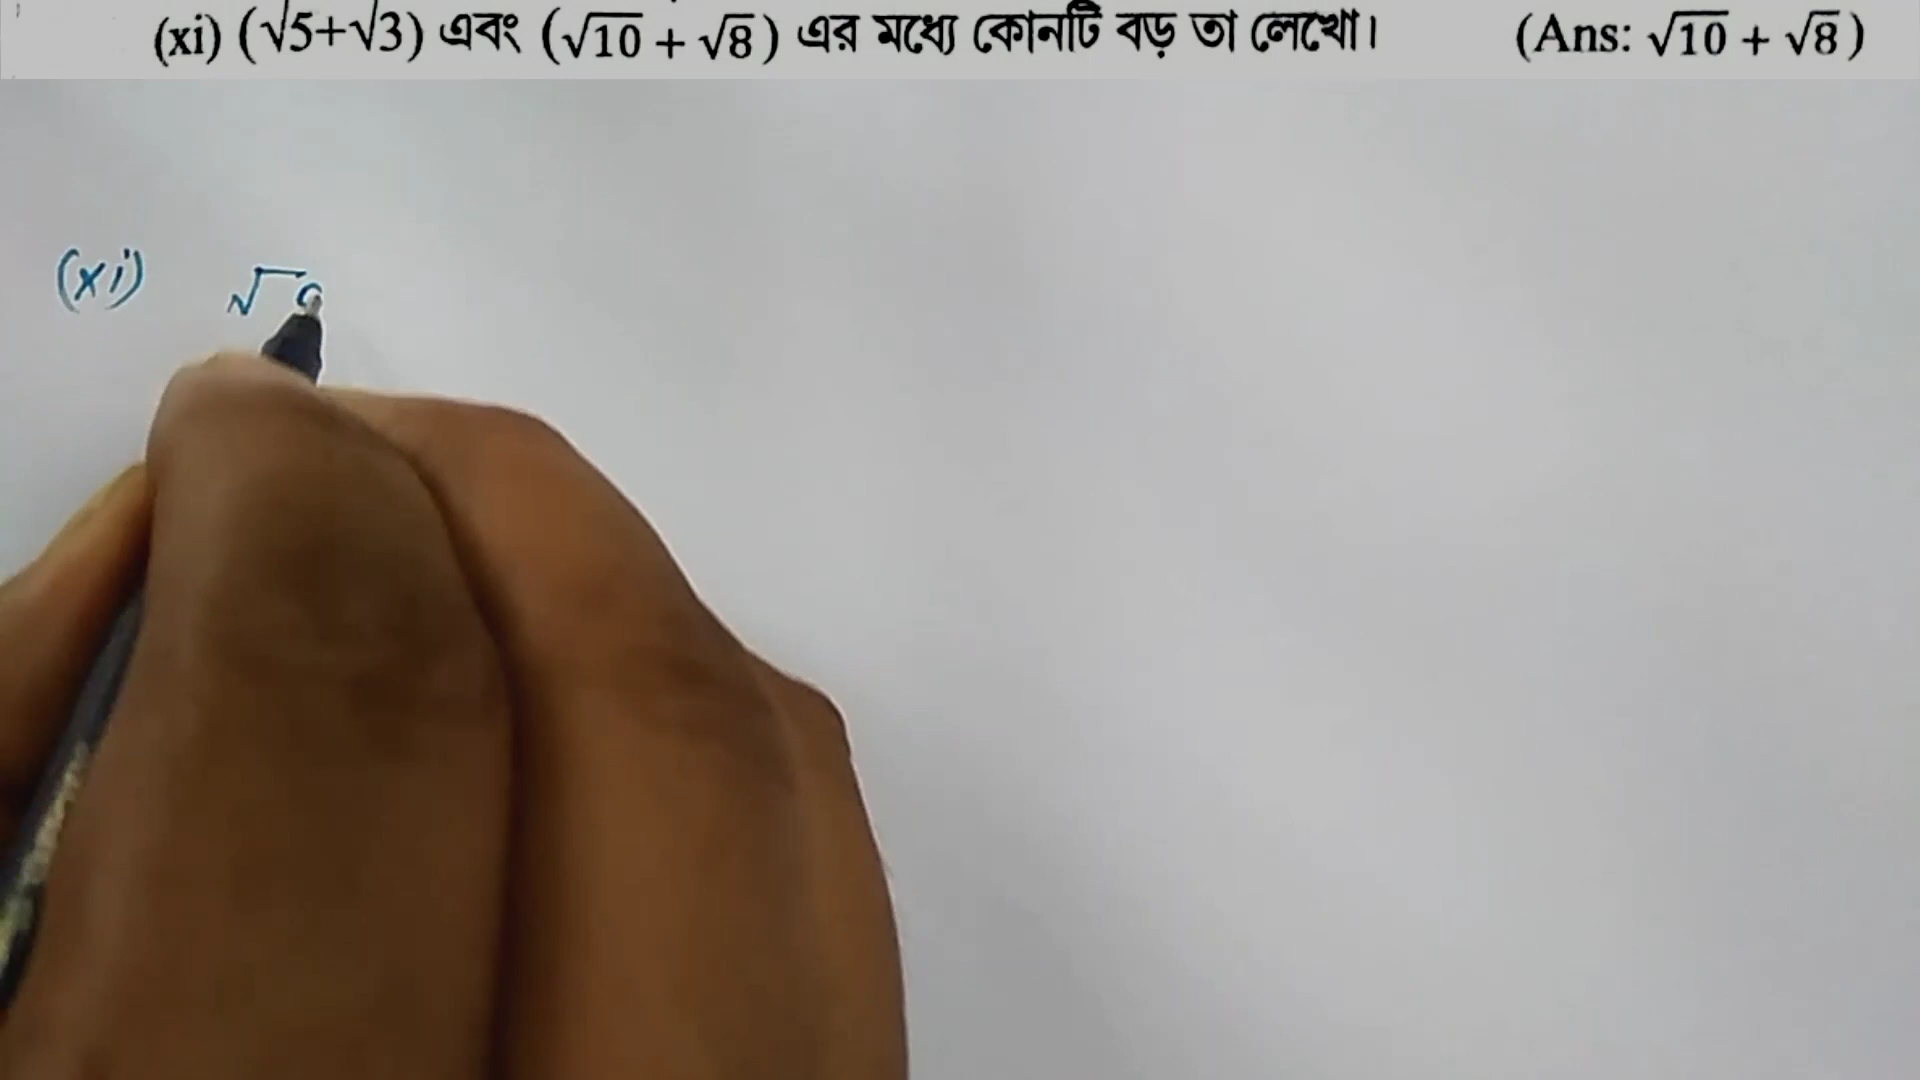 (xi) (√5+√3) এবং (√10 + √8) এর মধ্যে কোনটি বড় তা লেখো। (Ans: √10 + √8)
(xi) √